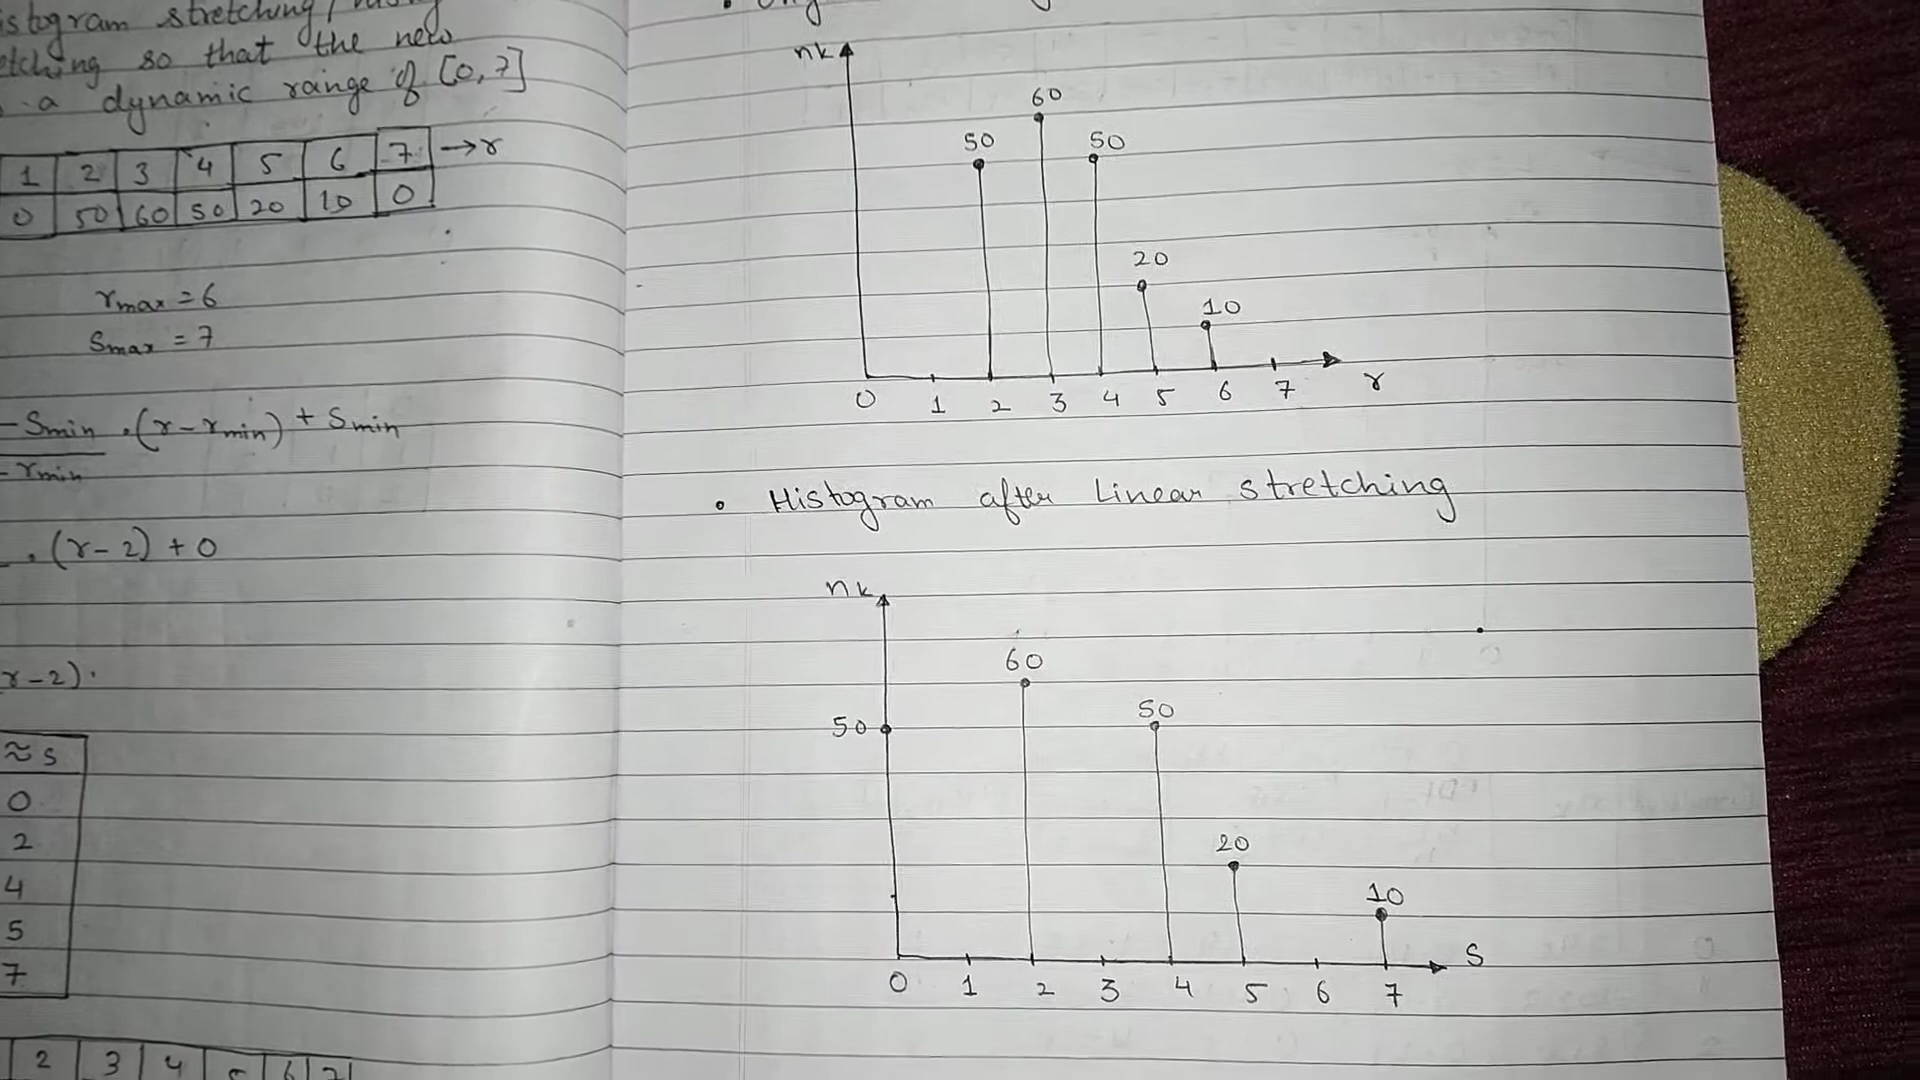 stretching
so that the new
a dynamic range of [0,7]
1 2 3 4 5 6 7 →r
0 50 60 50 20 10 0
rmax = 6
Smax = 7
- Smin .(r-rmin) + Smin
- rmin
. (r-2) + 0
r-2).
≈ s
0
2
4
5
7
2 3 4 5 6 7
nk
60
50 50
20
10
0 1 2 3 4 5 6 7 r
• Histogram after Linear stretching
nk
60
50 50
20
10
S
0 1 2 3 4 5 6 7